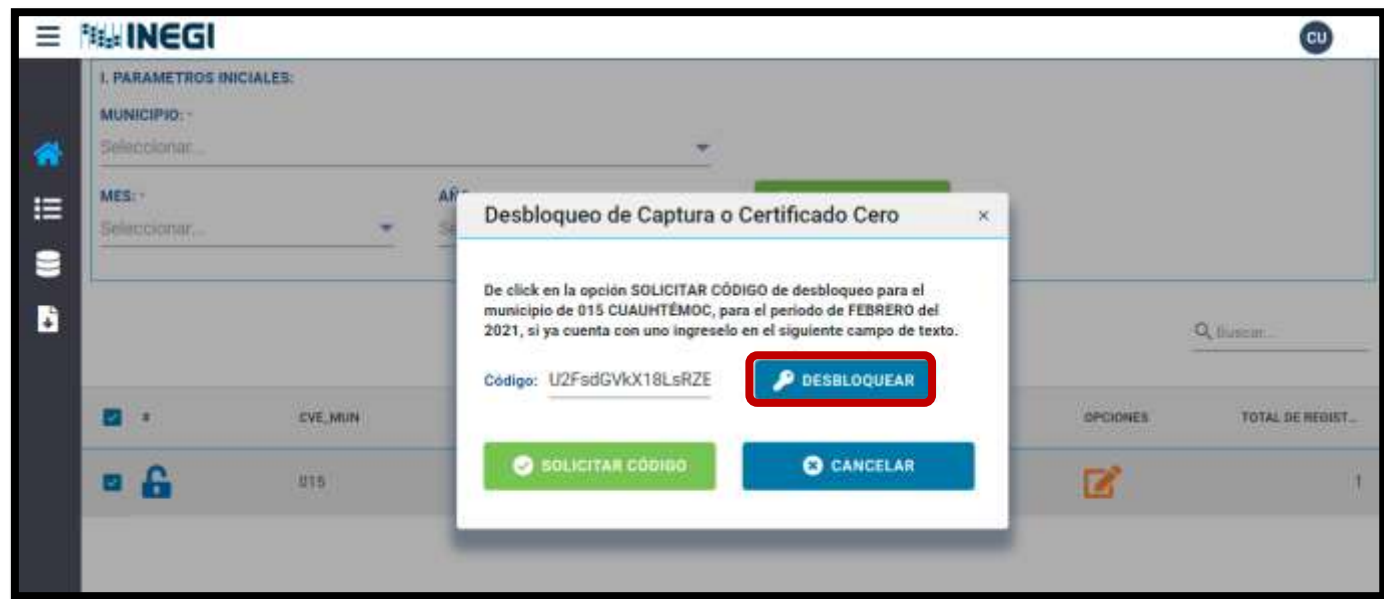 INEGI
CU
I. PARAMETROS INICIALES:
MUNICIPIO: *
Seleccionar...
MES: *
AÑ
Seleccionar...
Se
Desbloqueo de Captura o Certificado Cero ×
De click en la opción SOLICITAR CÓDIGO de desbloqueo para el
municipio de 015 CUAUHTÉMOC, para el periodo de FEBRERO del
2021, si ya cuenta con uno ingreselo en el siguiente campo de texto.
Buscar...
Código: U2FsdGVkX18LsRZE
DESBLOQUEAR
# CVE_MUN OPCIONES TOTAL DE REGIST...
SOLICITAR CÓDIGO
CANCELAR
015 1